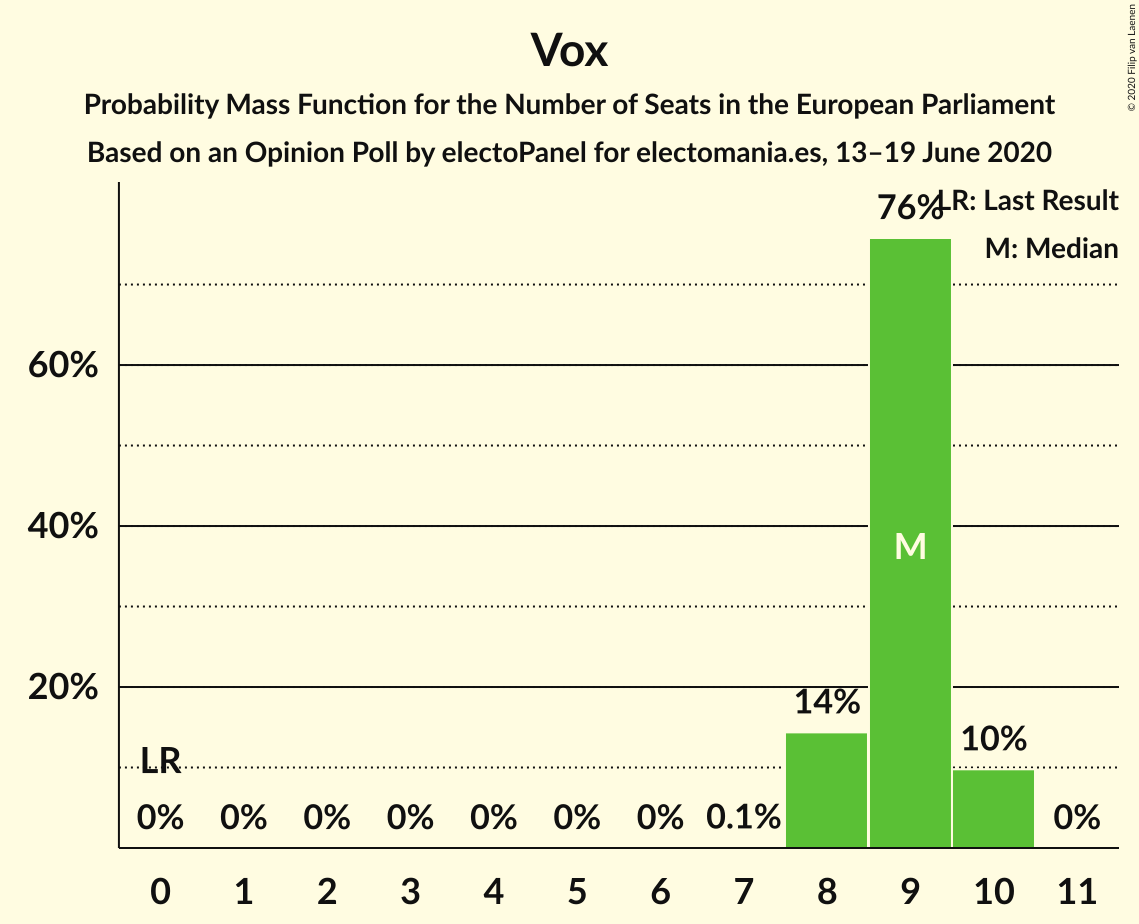 Vox
Probability Mass Function for the Number of Seats in the European Parliament
Based on an Opinion Poll by electoPanel for electomania.es, 13–19 June 2020
© 2020 Filip van Laenen
LR: Last Result
M: Median
76%
60%
40%
M
20%
14%
10%
LR
0% 0% 0% 0% 0% 0% 0% 0.1% 0%
0 1 2 3 4 5 6 7 8 9 10 11